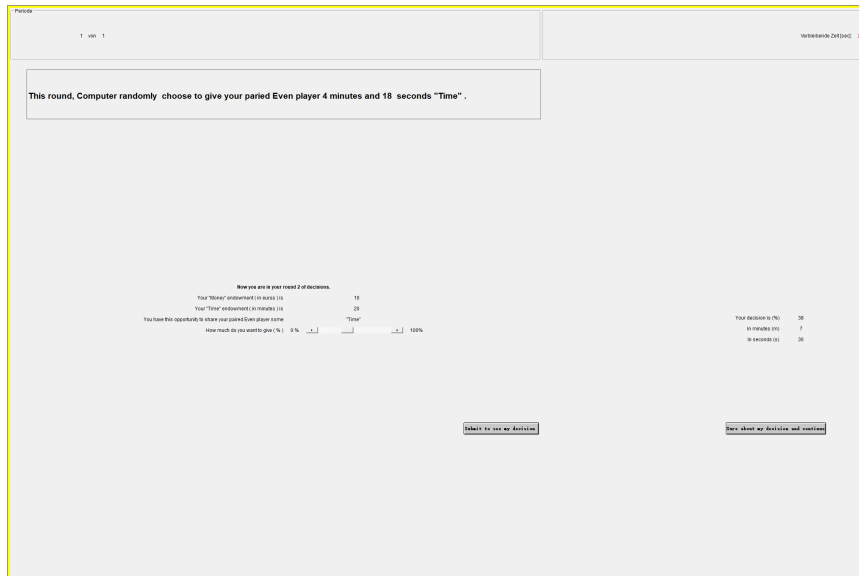 Periode
1 von 1
Verbleibende Zeit [sec]:
This round, Computer randomly choose to give your paried Even player 4 minutes and 18 seconds "Time" .
Now you are in your round 2 of decisions.
Your "Money" endowment ( in euros ) is 10
Your "Time" endowment ( in minutes ) is 20
You have this opportunity to share your paired Even player some "Time"
How much do you want to give ( % ) 0 % 100%
Your decision is (%) 38
In minutes (m) 7
In seconds (s) 36
Submit to see my decision
Sure about my decision and continue